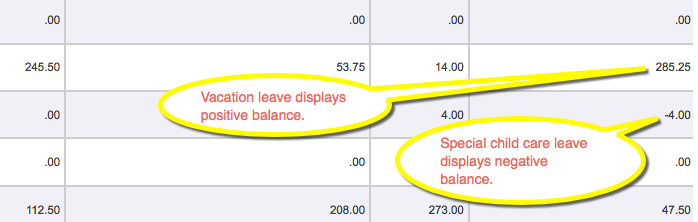 .00 .00 .00 .00
245.50 53.75 14.00 285.25
Vacation leave displays
positive balance.
.00 4.00 -4.00
Special child care leave
displays negative
balance.
.00 .00 .00
112.50 208.00 273.00 47.50